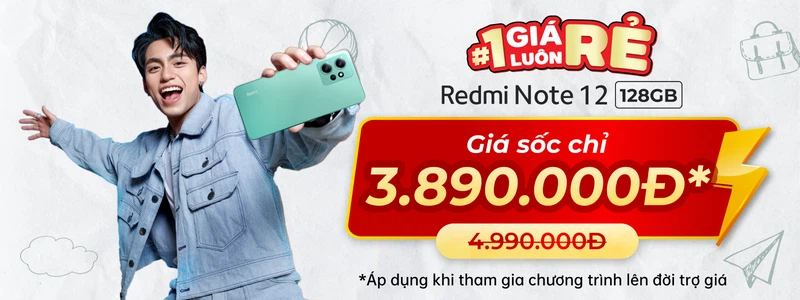 #1 GIÁ LUÔN RẺ
Redmi Note 12 128GB
Giá sốc chỉ
3.890.000Đ*
4.990.000Đ
*Áp dụng khi tham gia chương trình lên đời trợ giá